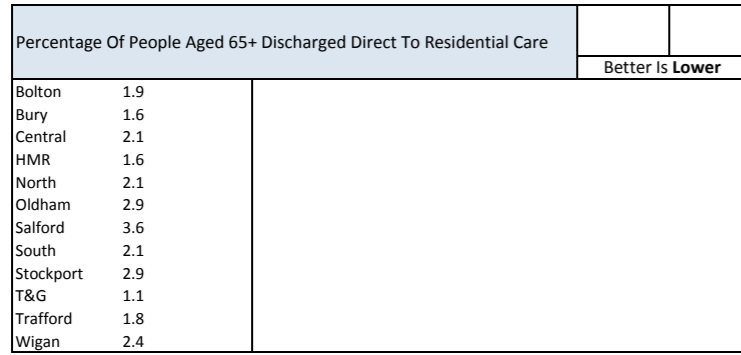 Percentage Of People Aged 65+ Discharged Direct To Residential Care
Better Is Lower
Bolton 1.9
Bury 1.6
Central 2.1
HMR 1.6
North 2.1
Oldham 2.9
Salford 3.6
South 2.1
Stockport 2.9
T&G 1.1
Trafford 1.8
Wigan 2.4